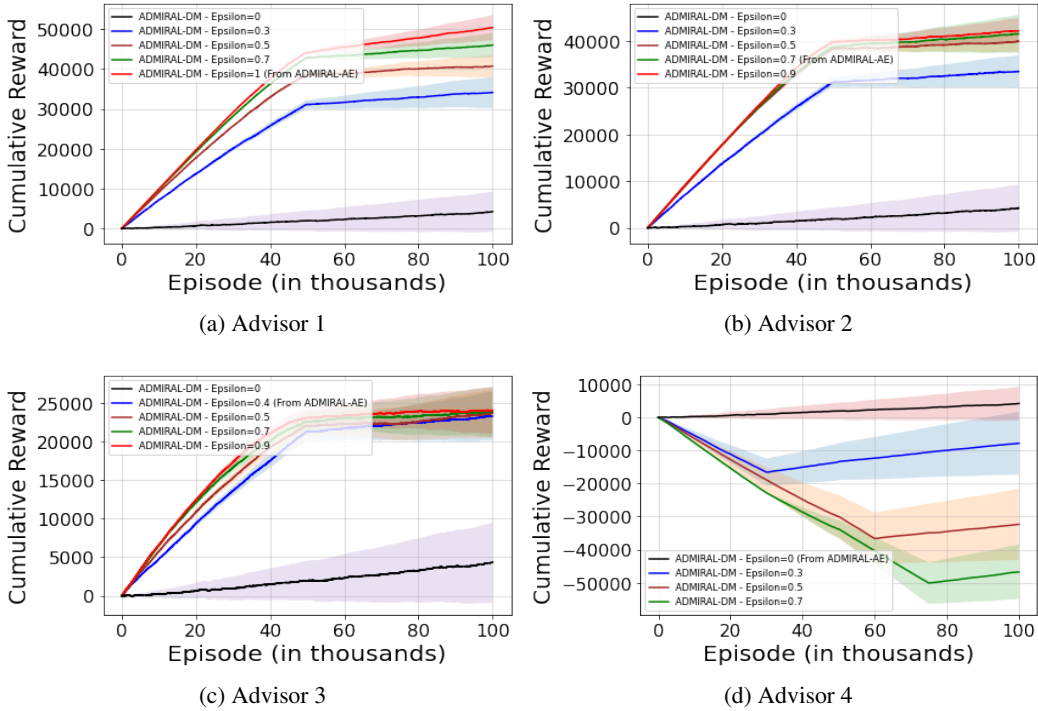 ADMIRAL-DM - Epsilon=0
ADMIRAL-DM - Epsilon=0.3
ADMIRAL-DM - Epsilon=0.5
ADMIRAL-DM - Epsilon=0.7
ADMIRAL-DM - Epsilon=1 (From ADMIRAL-AE)
50000
40000
30000
20000
10000
0
Cumulative Reward
0 20 40 60 80 100
Episode (in thousands)
(a) Advisor 1
ADMIRAL-DM - Epsilon=0
ADMIRAL-DM - Epsilon=0.3
ADMIRAL-DM - Epsilon=0.5
ADMIRAL-DM - Epsilon=0.7 (From ADMIRAL-AE)
ADMIRAL-DM - Epsilon=0.9
40000
30000
20000
10000
0
Cumulative Reward
0 20 40 60 80 100
Episode (in thousands)
(b) Advisor 2
ADMIRAL-DM - Epsilon=0
ADMIRAL-DM - Epsilon=0.4 (From ADMIRAL-AE)
ADMIRAL-DM - Epsilon=0.5
ADMIRAL-DM - Epsilon=0.7
ADMIRAL-DM - Epsilon=0.9
25000
20000
15000
10000
5000
0
Cumulative Reward
0 20 40 60 80 100
Episode (in thousands)
(c) Advisor 3
10000
0
−10000
−20000
−30000
−40000
−50000
Cumulative Reward
ADMIRAL-DM - Epsilon=0 (From ADMIRAL-AE)
ADMIRAL-DM - Epsilon=0.3
ADMIRAL-DM - Epsilon=0.5
ADMIRAL-DM - Epsilon=0.7
0 20 40 60 80 100
Episode (in thousands)
(d) Advisor 4